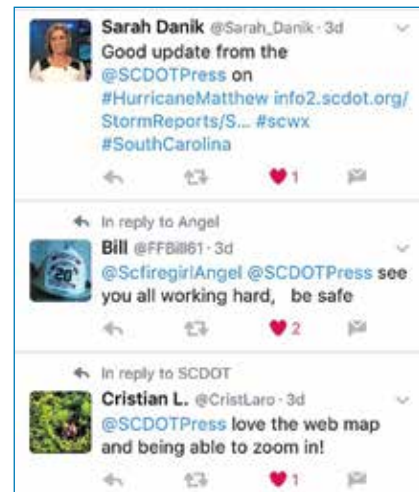 Sarah Danik @Sarah_Danik · 3d
Good update from the
@SCDOTPress on
#HurricaneMatthew info2.scdot.org/
StormReports/S... #scwx
#SouthCarolina
1
In reply to Angel
Bill @FFBill61 · 3d
@ScfiregirlAngel @SCDOTPress see
you all working hard, be safe
2
In reply to SCDOT
Cristian L. @CristLaro · 3d
@SCDOTPress love the web map
and being able to zoom in!
1